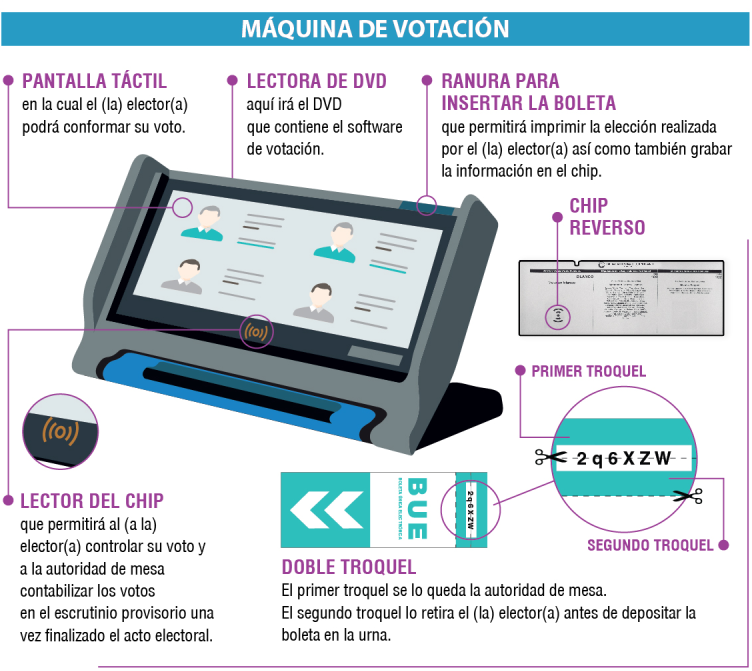 MÁQUINA DE VOTACIÓN
PANTALLA TÁCTIL
en la cual el (la) elector(a)
podrá conformar su voto.
LECTORA DE DVD
aquí irá el DVD
que contiene el software
de votación.
RANURA PARA
INSERTAR LA BOLETA
que permitirá imprimir la elección realizada
por el (la) elector(a) así como también grabar
la información en el chip.
CHIP
REVERSO
BLANCO
PRIMER TROQUEL
2q6XZW
SEGUNDO TROQUEL
LECTOR DEL CHIP
que permitirá al (a la)
elector(a) controlar su voto y
a la autoridad de mesa
contabilizar los votos
en el escrutinio provisorio una
vez finalizado el acto electoral.
BUE
BOLETA ÚNICA ELECTRÓNICA
2q6XZW
DOBLE TROQUEL
El primer troquel se lo queda la autoridad de mesa.
El segundo troquel lo retira el (la) elector(a) antes de depositar la
boleta en la urna.